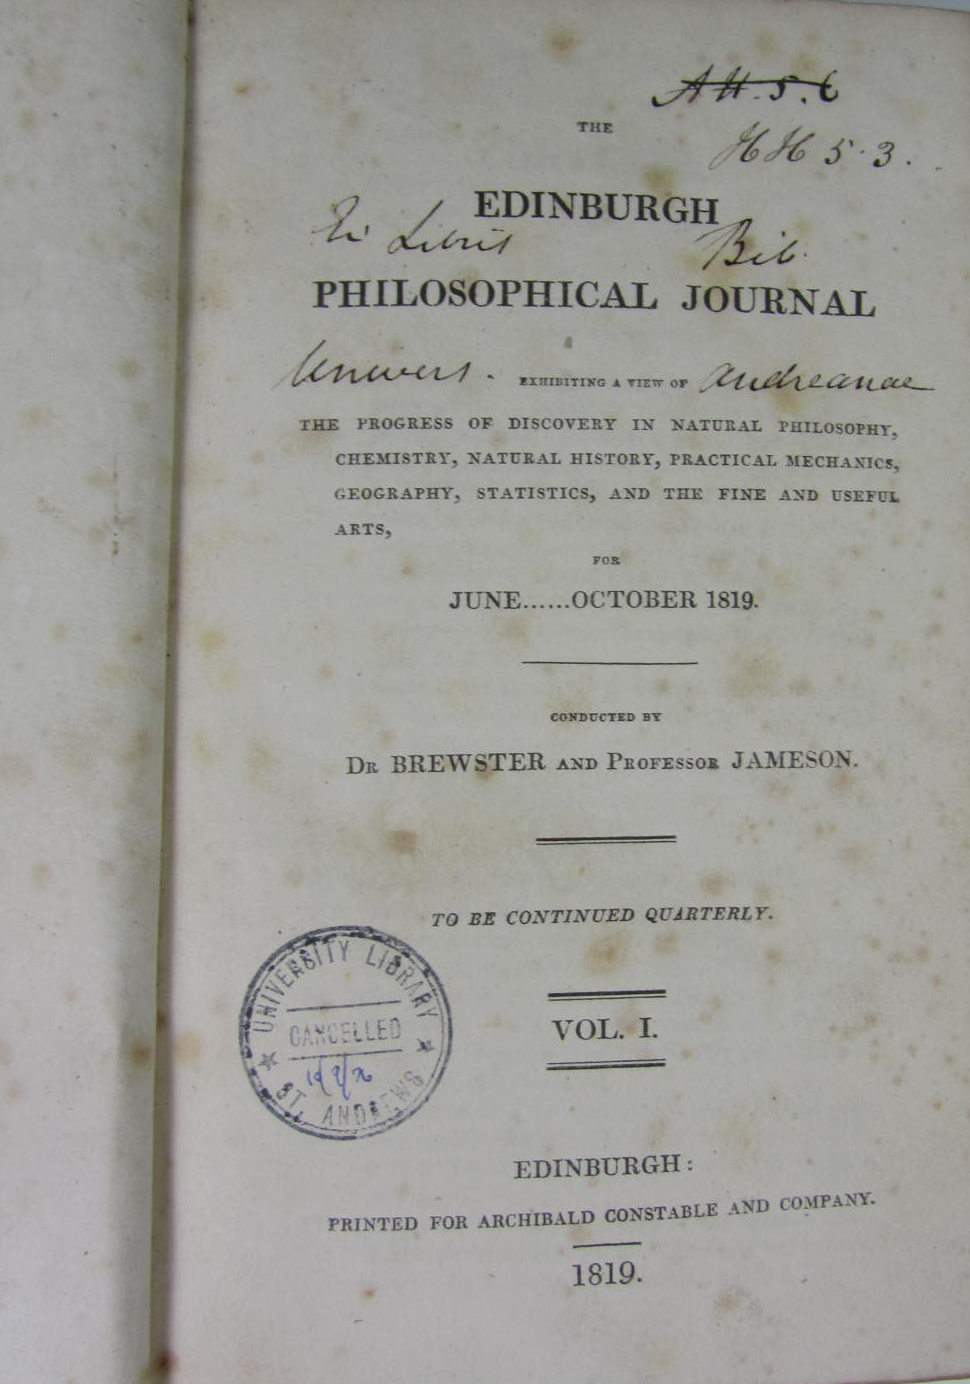 AH.5.6
THE
HH 5.3.
EDINBURGH
Ex Libris Bib.
PHILOSOPHICAL JOURNAL
Univers. EXHIBITING A VIEW OF Andreanae
THE PROGRESS OF DISCOVERY IN NATURAL PHILOSOPHY,
CHEMISTRY, NATURAL HISTORY, PRACTICAL MECHANICS,
GEOGRAPHY, STATISTICS, AND THE FINE AND USEFUL
ARTS,
FOR
JUNE......OCTOBER 1819.
CONDUCTED BY
DR BREWSTER AND PROFESSOR JAMESON.
TO BE CONTINUED QUARTERLY.
UNIVERSITY LIBRARY
CANCELLED
ST. ANDREWS
VOL. I.
EDINBURGH:
PRINTED FOR ARCHIBALD CONSTABLE AND COMPANY.
1819.